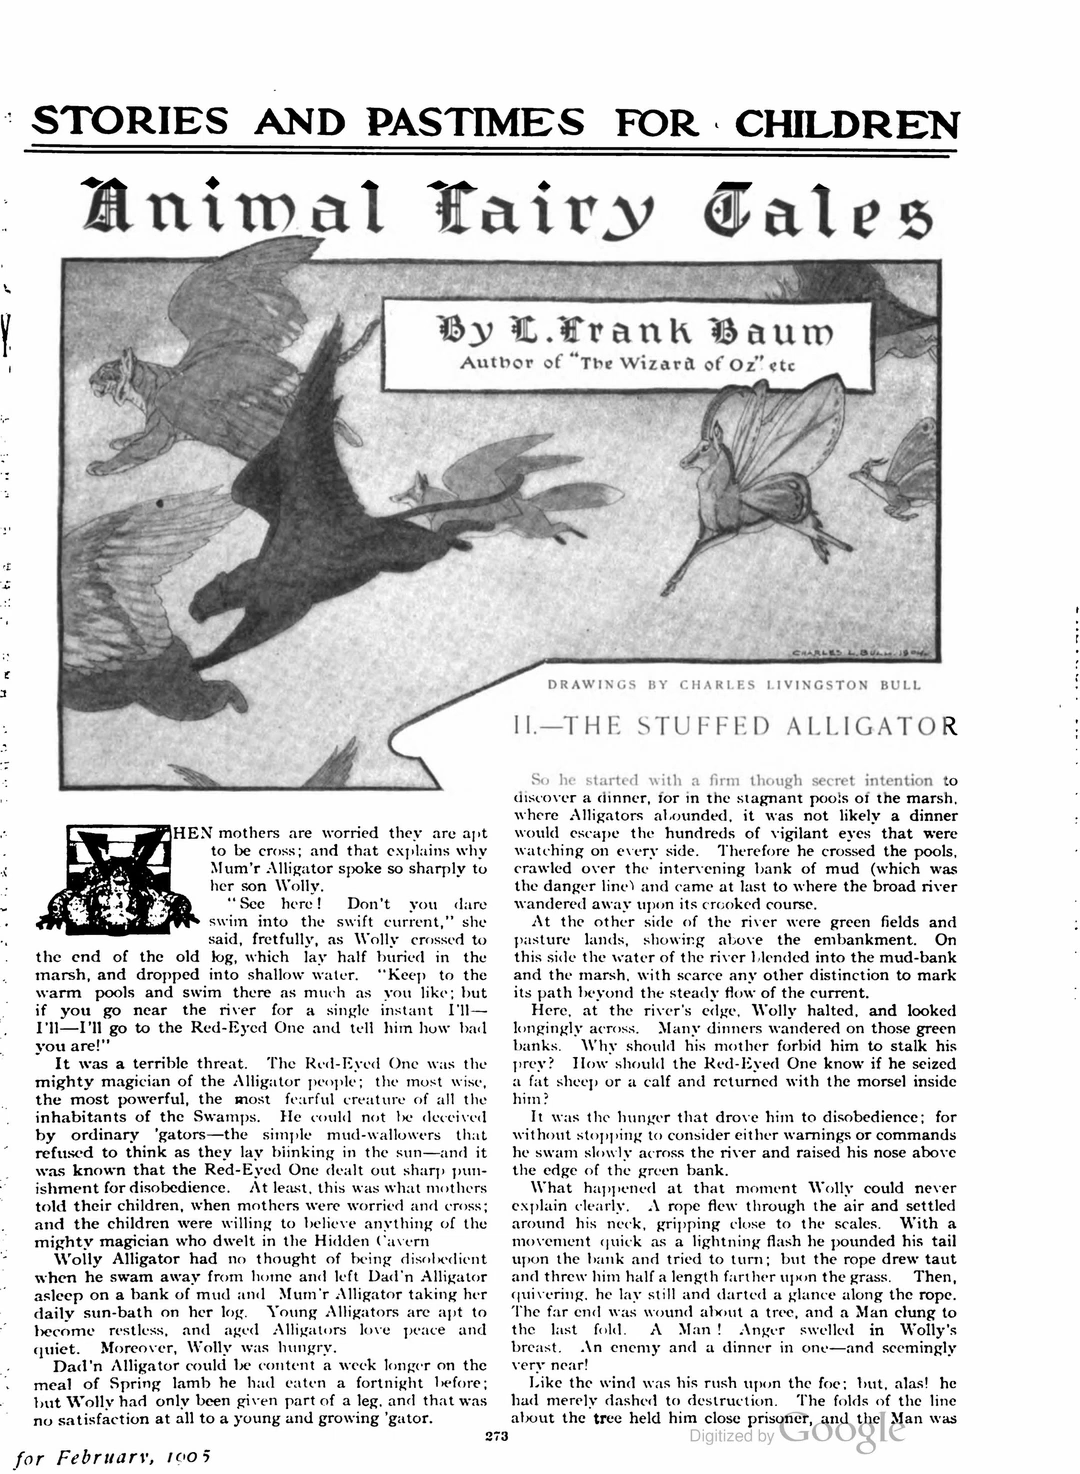 STORIES AND PASTIMES FOR CHILDREN
Animal Fairy Tales
By L. Frank Baum
Author of "The Wizard of Oz" etc
CHARLES L. BULL. 1904.
DRAWINGS BY CHARLES LIVINGSTON BULL
II.—THE STUFFED ALLIGATOR
WHEN mothers are worried they are apt
to be cross; and that explains why
Mum'r Alligator spoke so sharply to
her son Wolly.
"See here! Don't you dare
swim into the swift current," she
said, fretfully, as Wolly crossed to
the end of the old log, which lay half buried in the
marsh, and dropped into shallow water. "Keep to the
warm pools and swim there as much as you like; but
if you go near the river for a single instant I'll—
I'll—I'll go to the Red-Eyed One and tell him how bad
you are!"
It was a terrible threat. The Red-Eyed One was the
mighty magician of the Alligator people; the most wise,
the most powerful, the most fearful creature of all the
inhabitants of the Swamps. He could not be deceived
by ordinary 'gators—the simple mud-wallowers that
refused to think as they lay blinking in the sun—and it
was known that the Red-Eyed One dealt out sharp pun-
ishment for disobedience. At least, this was what mothers
told their children, when mothers were worried and cross;
and the children were willing to believe anything of the
mighty magician who dwelt in the Hidden Cavern
Wolly Alligator had no thought of being disobedient
when he swam away from home and left Dad'n Alligator
asleep on a bank of mud and Mum'r Alligator taking her
daily sun-bath on her log. Young Alligators are apt to
become restless, and aged Alligators love peace and
quiet. Moreover, Wolly was hungry.
Dad'n Alligator could be content a week longer on the
meal of Spring lamb he had eaten a fortnight before;
but Wolly had only been given part of a leg, and that was
no satisfaction at all to a young and growing 'gator.
So he started with a firm though secret intention to
discover a dinner, for in the stagnant pools of the marsh,
where Alligators abounded, it was not likely a dinner
would escape the hundreds of vigilant eyes that were
watching on every side. Therefore he crossed the pools,
crawled over the intervening bank of mud (which was
the danger line) and came at last to where the broad river
wandered away upon its crooked course.
At the other side of the river were green fields and
pasture lands, showing above the embankment. On
this side the water of the river blended into the mud-bank
and the marsh, with scarce any other distinction to mark
its path beyond the steady flow of the current.
Here, at the river's edge, Wolly halted, and looked
longingly across. Many dinners wandered on those green
banks. Why should his mother forbid him to stalk his
prey? How should the Red-Eyed One know if he seized
a fat sheep or a calf and returned with the morsel inside
him?
It was the hunger that drove him to disobedience; for
without stopping to consider either warnings or commands
he swam slowly across the river and raised his nose above
the edge of the green bank.
What happened at that moment Wolly could never
explain clearly. A rope flew through the air and settled
around his neck, gripping close to the scales. With a
movement quick as a lightning flash he pounded his tail
upon the bank and tried to turn; but the rope drew taut
and threw him half a length farther upon the grass. Then,
quivering, he lay still and darted a glance along the rope.
The far end was wound about a tree, and a Man clung to
the last fold. A Man! Anger swelled in Wolly's
breast. An enemy and a dinner in one—and seemingly
very near!
Like the wind was his rush upon the foe; but, alas! he
had merely dashed to destruction. The folds of the line
about the tree held him close prisoner, and the Man was
273
for February, 1905
Digitized by Google